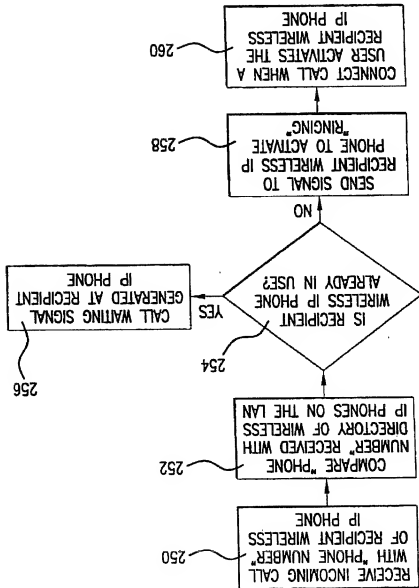 RECEIVE INCOMING CALL
WITH "PHONE NUMBER"
OF RECIPIENT WIRELESS
IP PHONE
250
COMPARE "PHONE
NUMBER" RECEIVED WITH
DIRECTORY OF WIRELESS
IP PHONES ON THE LAN
252
IS RECIPIENT
WIRELESS IP PHONE
ALREADY IN USE?
254
YES
CALL WAITING SIGNAL
GENERATED AT RECIPIENT
IP PHONE
256
NO
SEND SIGNAL TO
RECIPIENT WIRELESS IP
PHONE TO ACTIVATE
"RINGING"
258
CONNECT CALL WHEN A
USER ACTIVATES THE
RECIPIENT WIRELESS
IP PHONE
260